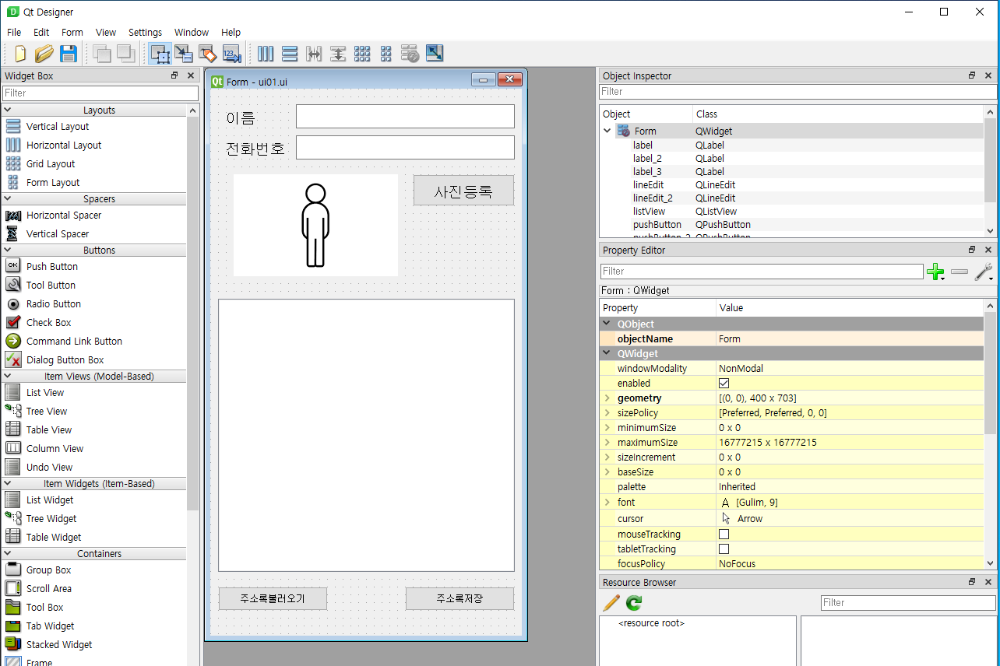 Qt Designer
File Edit Form View Settings Window Help
Widget Box
Filter
Layouts
Vertical Layout
Horizontal Layout
Grid Layout
Form Layout
Spacers
Horizontal Spacer
Vertical Spacer
Buttons
OK Push Button
Tool Button
Radio Button
Check Box
Command Link Button
Dialog Button Box
Item Views (Model-Based)
List View
Tree View
Table View
Column View
Undo View
Item Widgets (Item-Based)
List Widget
Tree Widget
Table Widget
Containers
Group Box
Scroll Area
Tool Box
Tab Widget
Stacked Widget
Frame
Qt Form - ui01.ui
이름
전화번호
사진등록
주소록불러오기 주소록저장
Object Inspector
Filter
Object Class
Form QWidget
label QLabel
label_2 QLabel
label_3 QLabel
lineEdit QLineEdit
lineEdit_2 QLineEdit
listView QListView
pushButton QPushButton
pushButton_2 QPushButton
Property Editor
Filter
Form : QWidget
Property Value
QObject
objectName Form
QWidget
windowModality NonModal
enabled
geometry [(0, 0), 400 x 703]
sizePolicy [Preferred, Preferred, 0, 0]
minimumSize 0 x 0
maximumSize 16777215 x 16777215
sizeIncrement 0 x 0
baseSize 0 x 0
palette Inherited
font A [Gulim, 9]
cursor Arrow
mouseTracking
tabletTracking
focusPolicy NoFocus
Resource Browser
Filter
<resource root>